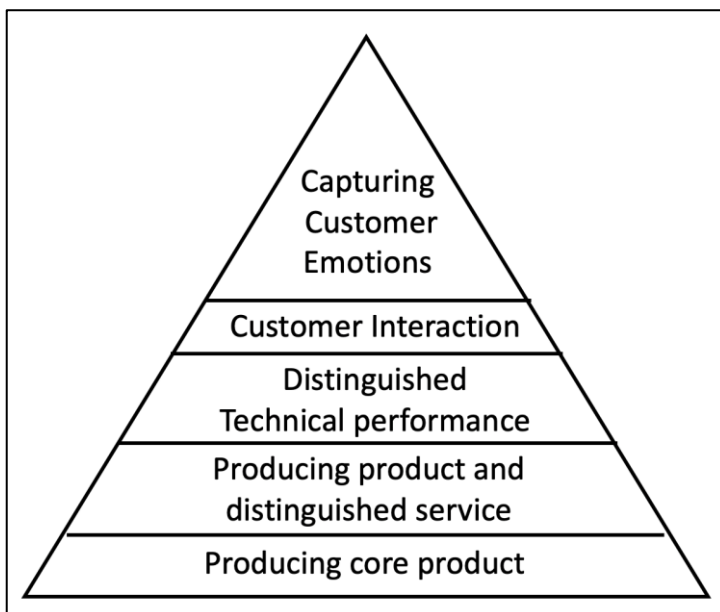 Capturing
Customer
Emotions
Customer Interaction
Distinguished
Technical performance
Producing product and
distinguished service
Producing core product